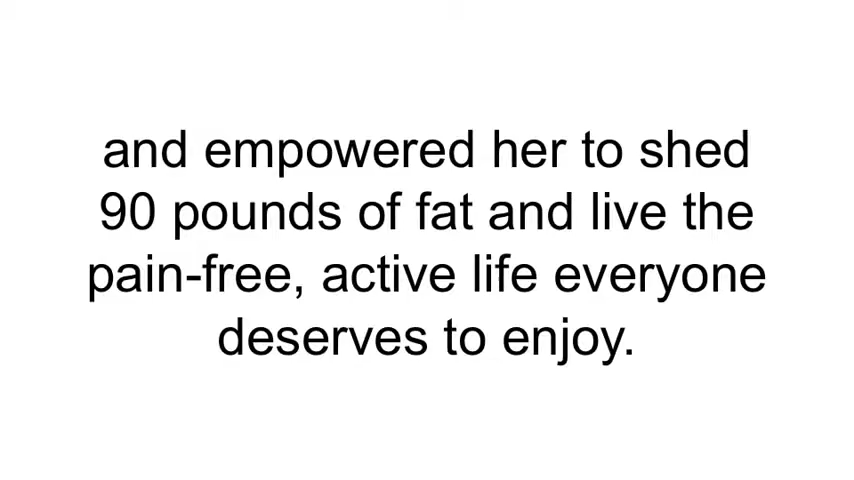 and empowered her to shed
90 pounds of fat and live the
pain-free, active life everyone
deserves to enjoy.